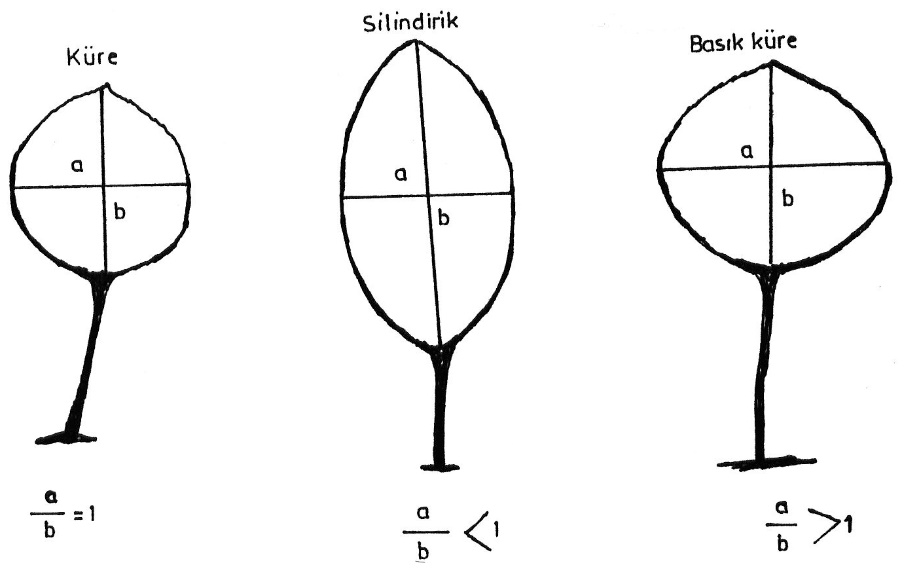 Küre
Silindirik
Basık küre
a
b
a
b
a
b
a/b =1
a/b <1
a/b >1